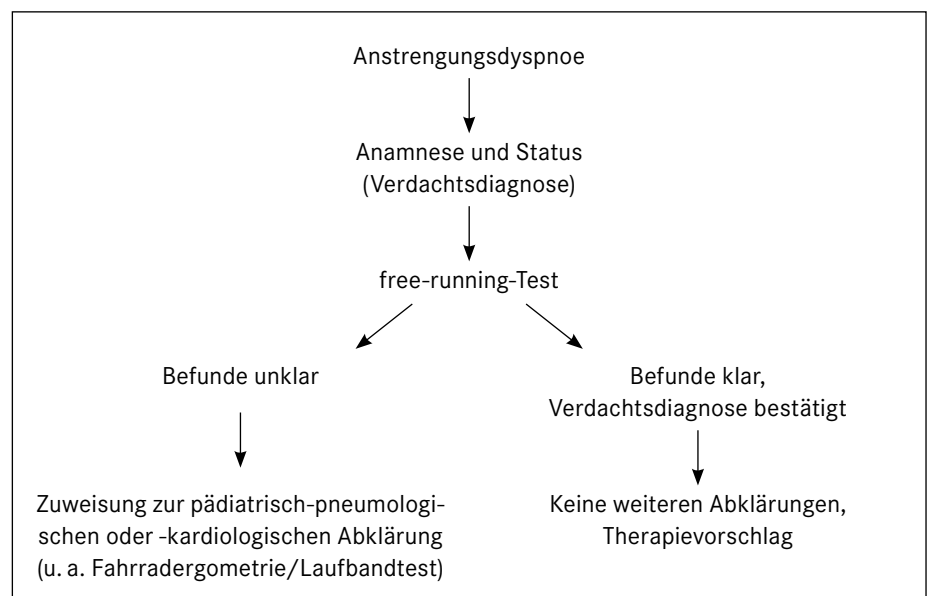 Anstrengungsdyspnoe
Anamnese und Status
(Verdachtsdiagnose)
free-running-Test
Befunde unklar
Befunde klar,
Verdachtsdiagnose bestätigt
Zuweisung zur pädiatrisch-pneumologi-
schen oder -kardiologischen Abklärung
(u. a. Fahrradergometrie/Laufbandtest)
Keine weiteren Abklärungen,
Therapievorschlag